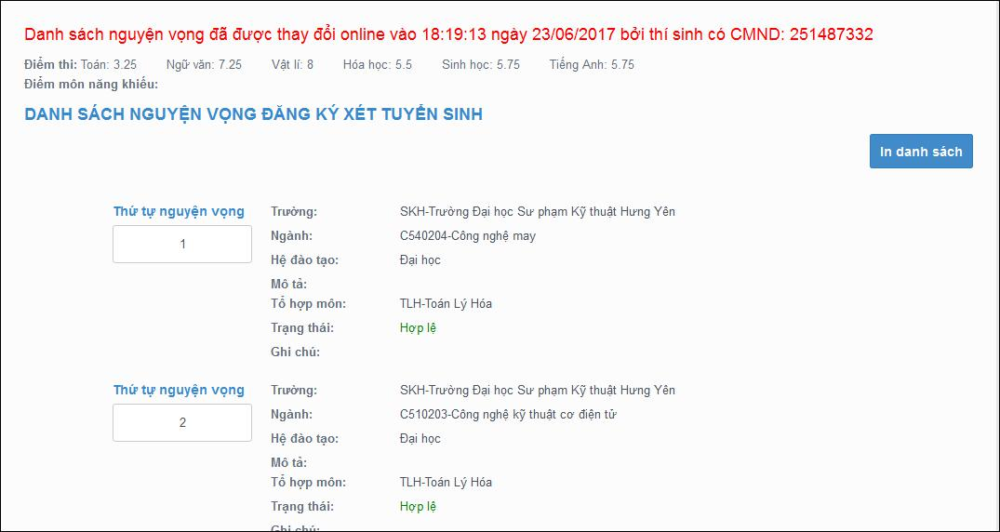 Danh sách nguyện vọng đã được thay đổi online vào 18:19:13 ngày 23/06/2017 bởi thí sinh có CMND: 251487332
Điểm thi: Toán: 3.25 Ngữ văn: 7.25 Vật lí: 8 Hóa học: 5.5 Sinh học: 5.75 Tiếng Anh: 5.75
Điểm môn năng khiếu:
DANH SÁCH NGUYỆN VỌNG ĐĂNG KÝ XÉT TUYỂN SINH
In danh sách
Thứ tự nguyện vọng
1
Trường: SKH-Trường Đại học Sư phạm Kỹ thuật Hưng Yên
Ngành: C540204-Công nghệ may
Hệ đào tạo: Đại học
Mô tả:
Tổ hợp môn: TLH-Toán Lý Hóa
Trạng thái: Hợp lệ
Ghi chú:
Thứ tự nguyện vọng
2
Trường: SKH-Trường Đại học Sư phạm Kỹ thuật Hưng Yên
Ngành: C510203-Công nghệ kỹ thuật cơ điện tử
Hệ đào tạo: Đại học
Mô tả:
Tổ hợp môn: TLH-Toán Lý Hóa
Trạng thái: Hợp lệ
Ghi chú: